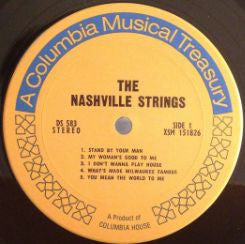 A Columbia Musical Treasury
THE
NASHVILLE STRINGS
DS 583
STEREO
SIDE 1
XSM 151826
1. STAND BY YOUR MAN
2. MY WOMAN'S GOOD TO ME
3. I DON'T WANNA PLAY HOUSE
4. WHAT'S MADE MILWAUKEE FAMOUS
5. YOU MEAN THE WORLD TO ME
A Product of
COLUMBIA HOUSE